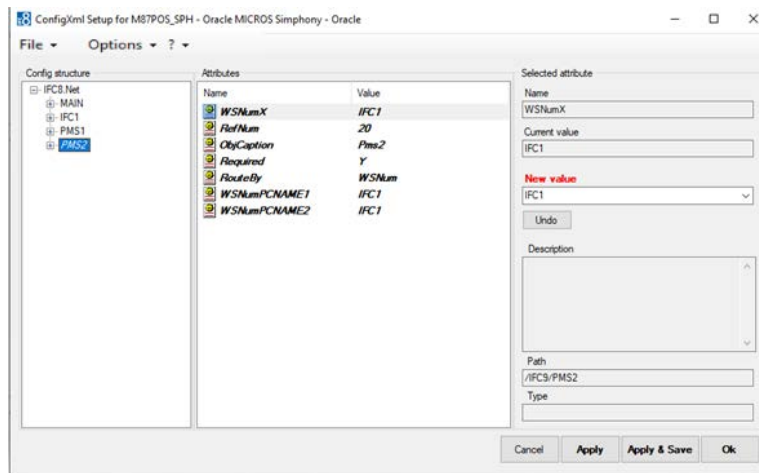 ConfigXml Setup for M87POS_SPH - Oracle MICROS Simphony - Oracle
File Options ?
Config structure
IFC8.Net
MAIN
IFC1
PMS1
PMS2
Attributes
Name Value
WSNumX IFC1
RefNum 20
ObjCaption Pms2
Required Y
RouteBy WSNum
WSNumPCNAME1 IFC1
WSNumPCNAME2 IFC1
Selected attribute
Name
WSNumX
Current value
IFC1
New value
IFC1
Undo
Description
Path
/IFC9/PMS2
Type
Cancel Apply Apply & Save Ok